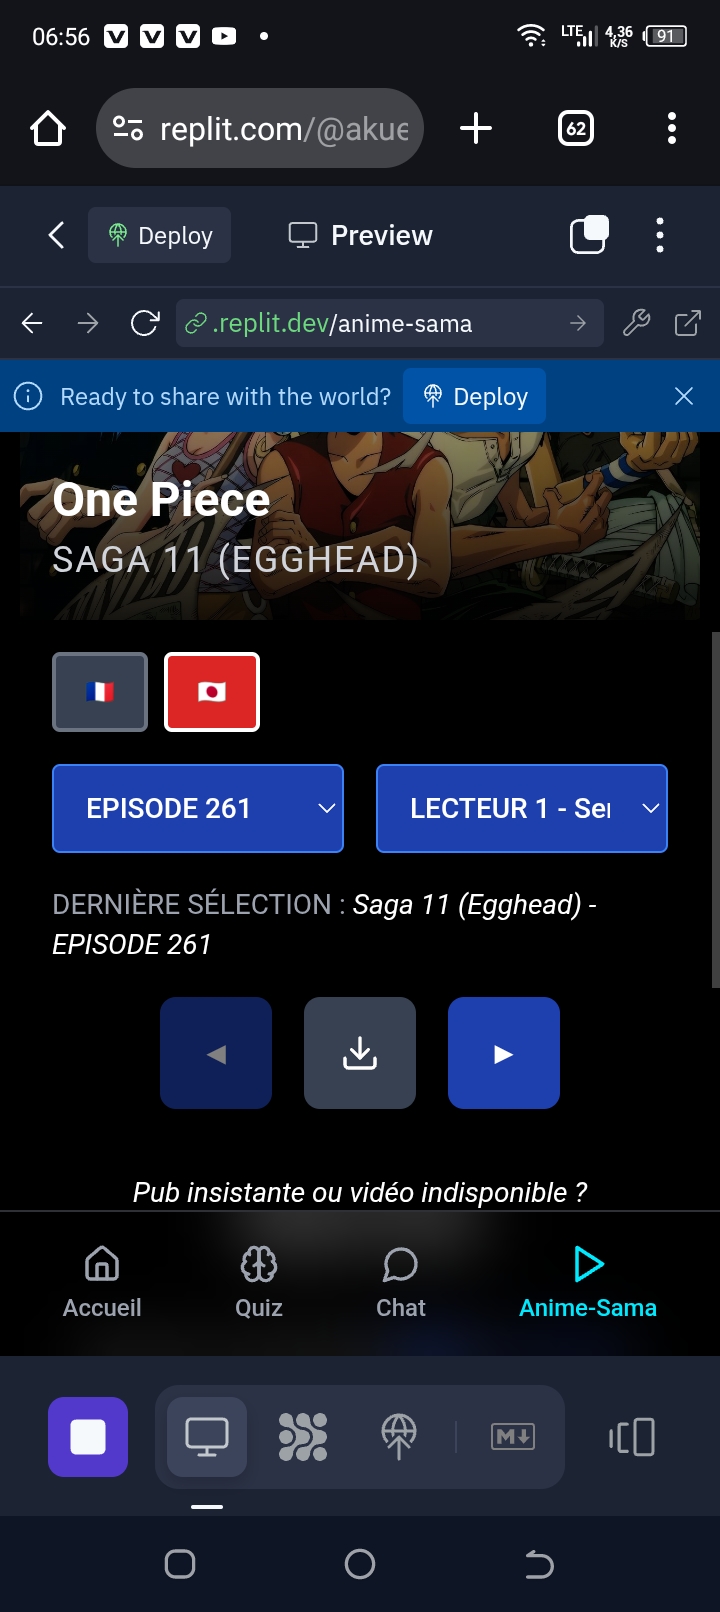 06:56
LTE 4,36 K/S 91
replit.com/@akue
62
Deploy
Preview
.replit.dev/anime-sama
Ready to share with the world?
Deploy
One Piece
SAGA 11 (EGGHEAD)
EPISODE 261
LECTEUR 1 - Ser
DERNIÈRE SÉLECTION : Saga 11 (Egghead) -
EPISODE 261
Pub insistante ou vidéo indisponible ?
Accueil
Quiz
Chat
Anime-Sama
M